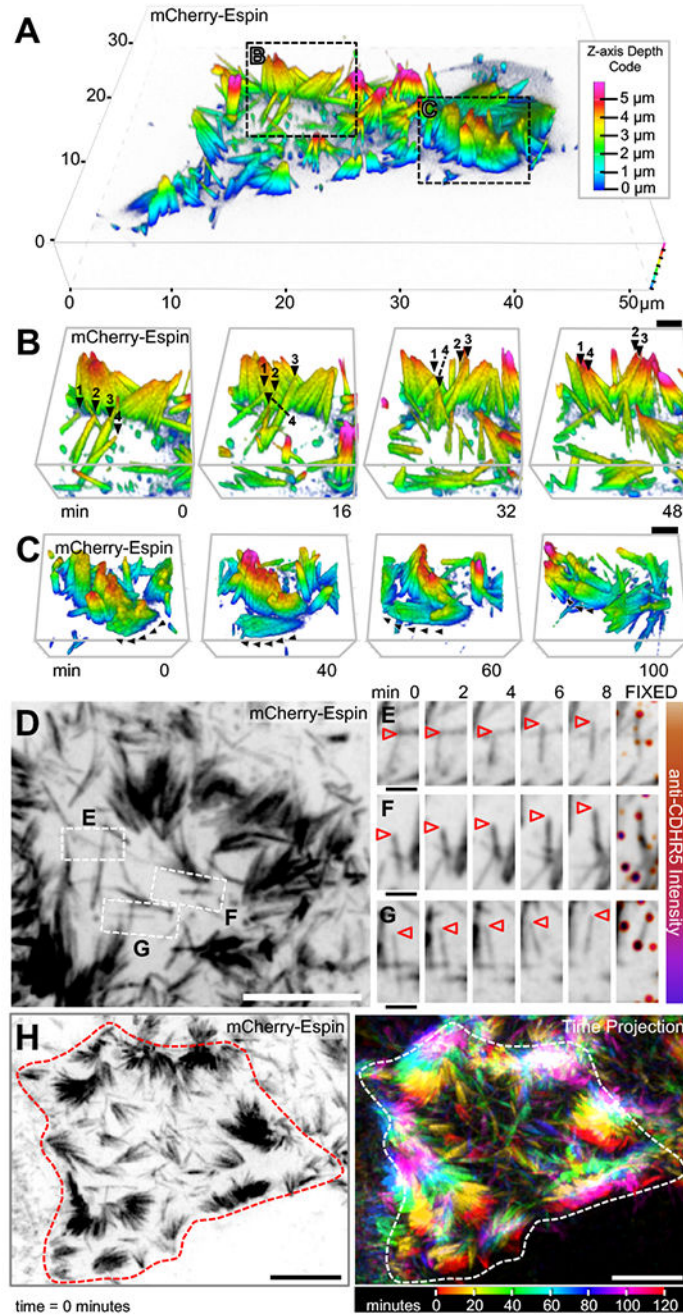 A
mCherry-Espin
30
20
10
0
0
10
20
30
40
50
μm
B
C
Z-axis Depth
Code
5 μm
4 μm
3 μm
2 μm
1 μm
0 μm
B
mCherry-Espin
1
2
3
4
1
2
3
4
1
4
2
3
1
4
2
3
min
0
16
32
48
C
mCherry-Espin
min
0
40
60
100
D
mCherry-Espin
E
F
G
min 0 2 4 6 8 FIXED
E
F
G
anti-CDHR5 Intensity
H
mCherry-Espin
Time Projection
time = 0 minutes
minutes
0 20 40 60 80 100 120